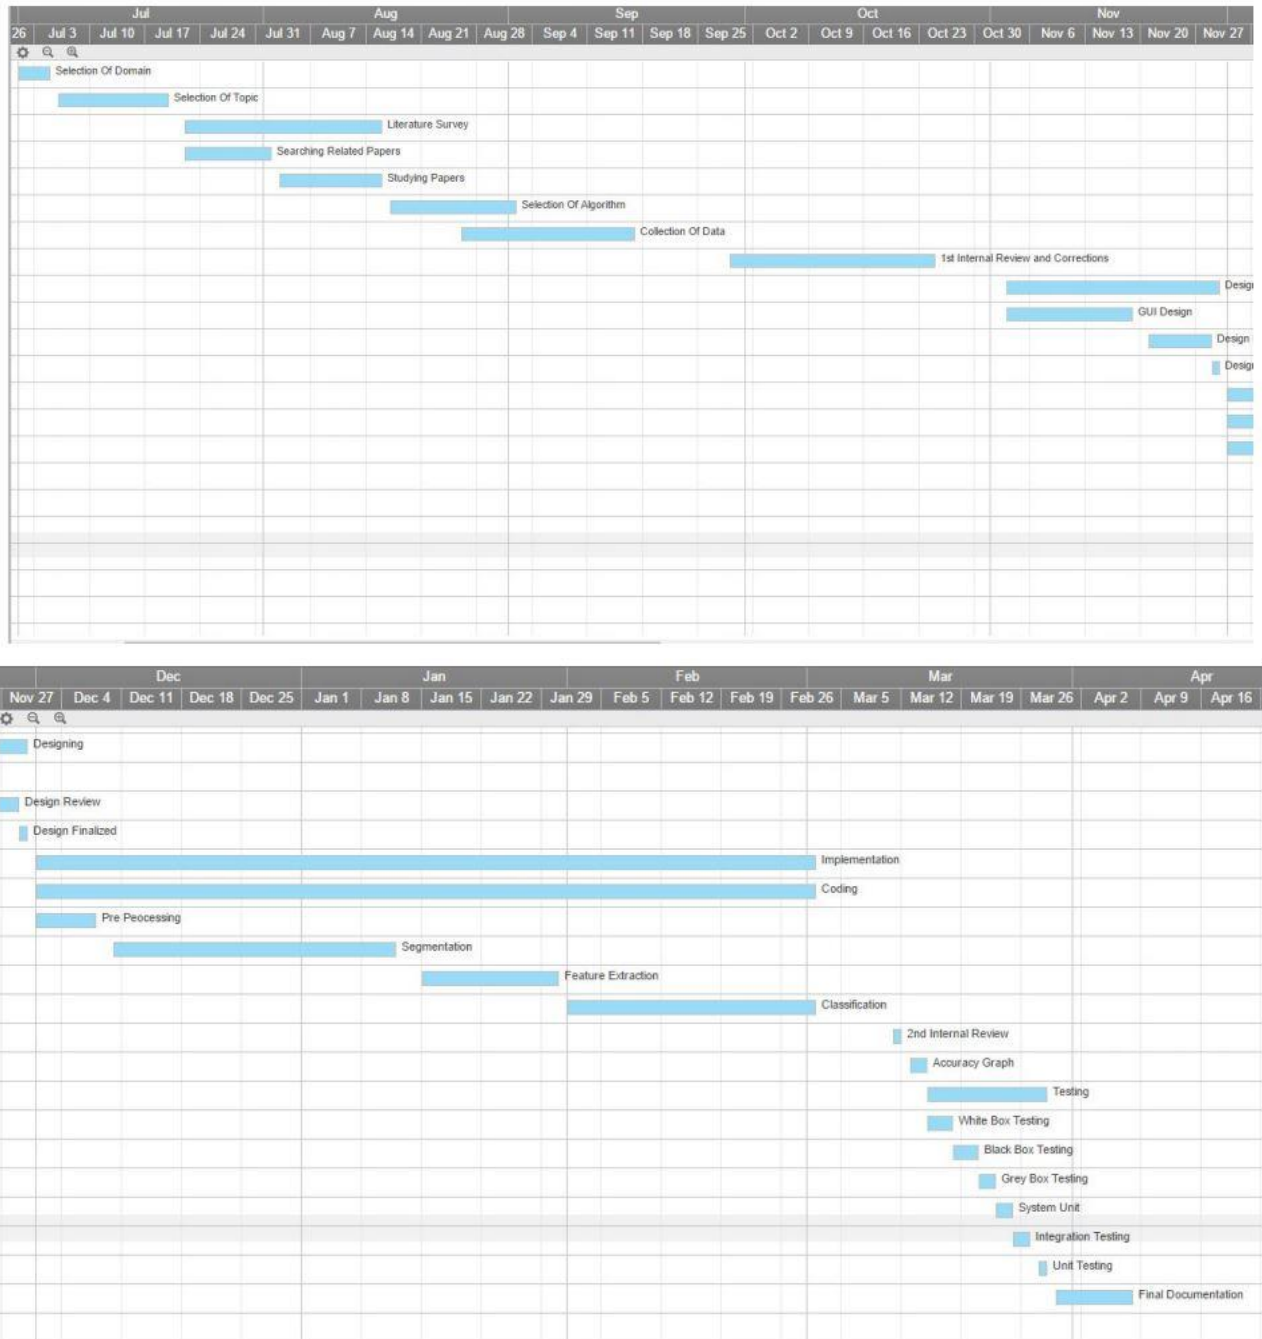 Jul Aug Sep Oct Nov
26 Jul 3 Jul 10 Jul 17 Jul 24 Jul 31 Aug 7 Aug 14 Aug 21 Aug 28 Sep 4 Sep 11 Sep 18 Sep 25 Oct 2 Oct 9 Oct 16 Oct 23 Oct 30 Nov 6 Nov 13 Nov 20 Nov 27
Selection Of Domain
Selection Of Topic
Literature Survey
Searching Related Papers
Studying Papers
Selection Of Algorithm
Collection Of Data
1st Internal Review and Corrections
Desig
GUI Design
Design
Desig
Dec Jan Feb Mar Apr
Nov 27 Dec 4 Dec 11 Dec 18 Dec 25 Jan 1 Jan 8 Jan 15 Jan 22 Jan 29 Feb 5 Feb 12 Feb 19 Feb 26 Mar 5 Mar 12 Mar 19 Mar 26 Apr 2 Apr 9 Apr 16
Designing
Design Review
Design Finalized
Implementation
Coding
Pre Peocessing
Segmentation
Feature Extraction
Classification
2nd Internal Review
Accuracy Graph
Testing
White Box Testing
Black Box Testing
Grey Box Testing
System Unit
Integration Testing
Unit Testing
Final Documentation